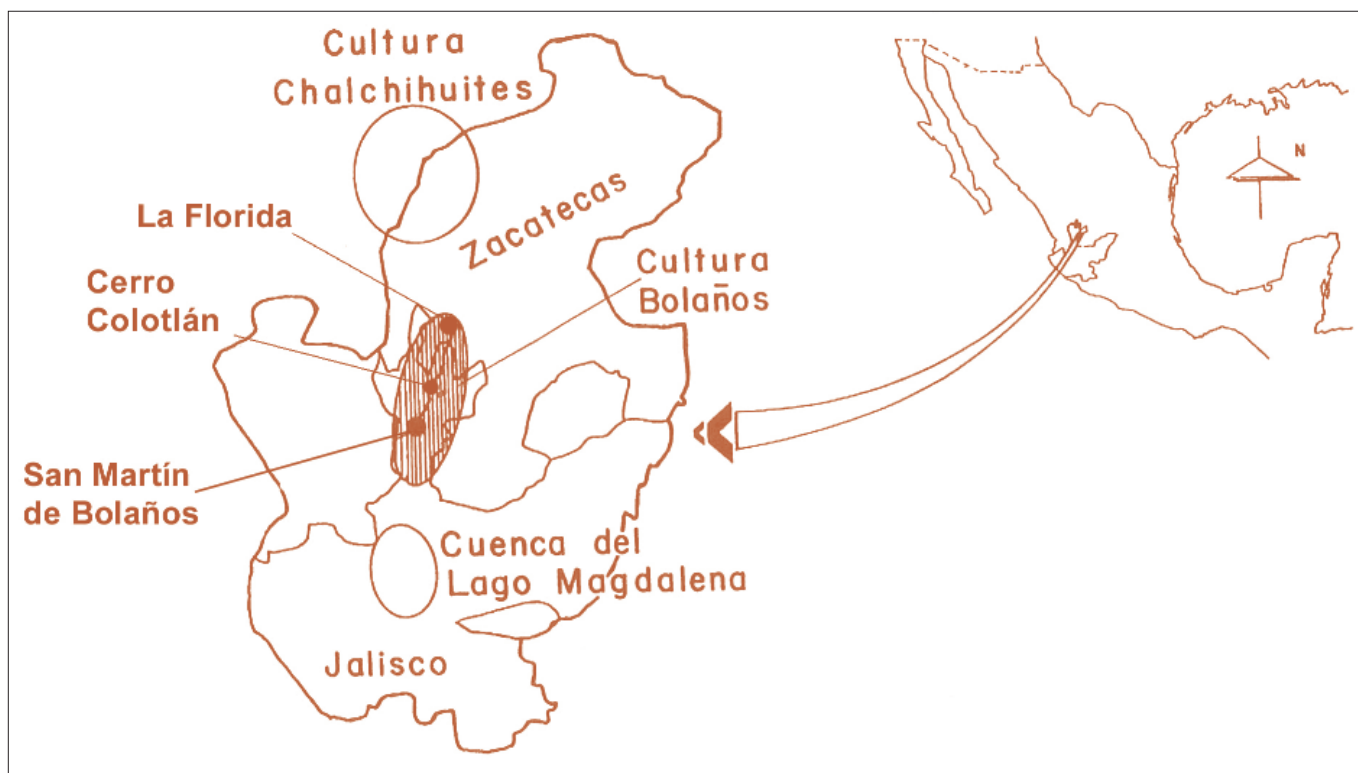 Cultura
Chalchihuites
La Florida
Zacatecas
Cerro
Colotlán
Cultura
Bolaños
San Martín
de Bolaños
Cuenca del
Lago Magdalena
Jalisco
N